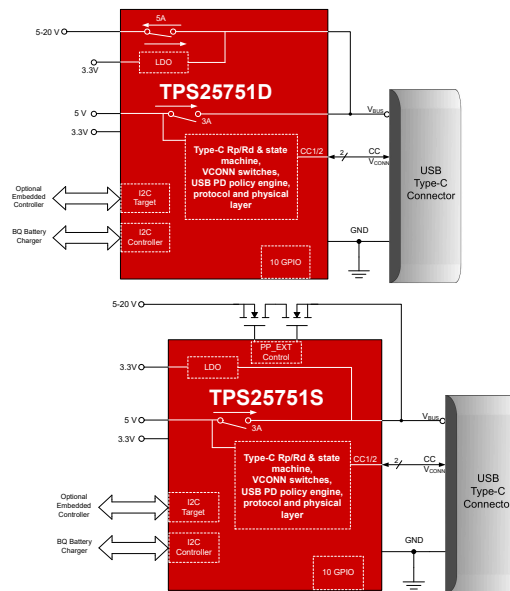 5A
5-20 V
3.3V
LDO
TPS25751D
5 V
3A
3.3V
VBUS
Type-C Rp/Rd & state
machine,
VCONN switches,
USB PD policy engine,
protocol and physical
layer
CC1/2
2
CC
VCONN
USB
Type-C
Connector
Optional
Embedded
Controller
I2C
Target
BQ Battery
Charger
I2C
Controller
GND
10 GPIO
5-20 V
PP_EXT
Control
3.3V
LDO
TPS25751S
5 V
3A
3.3V
VBUS
Type-C Rp/Rd & state
machine,
VCONN switches,
USB PD policy engine,
protocol and physical
layer
CC1/2
2
CC
VCONN
USB
Type-C
Connecto
Optional
Embedded
Controller
I2C
Target
BQ Battery
Charger
I2C
Controller
GND
10 GPIO